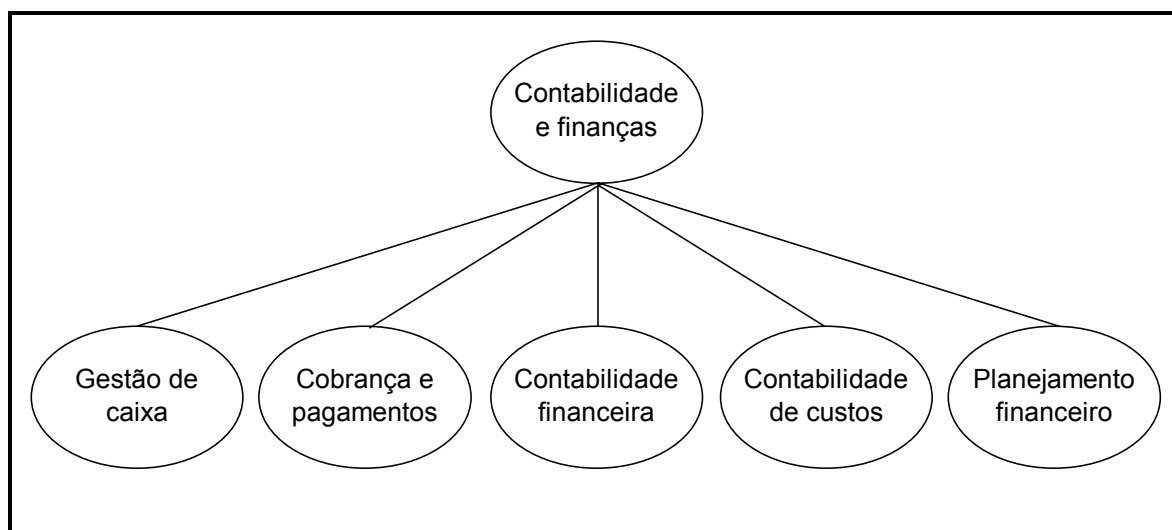 Contabilidade
e finanças
Gestão de
caixa
Cobrança e
pagamentos
Contabilidade
financeira
Contabilidade
de custos
Planejamento
financeiro